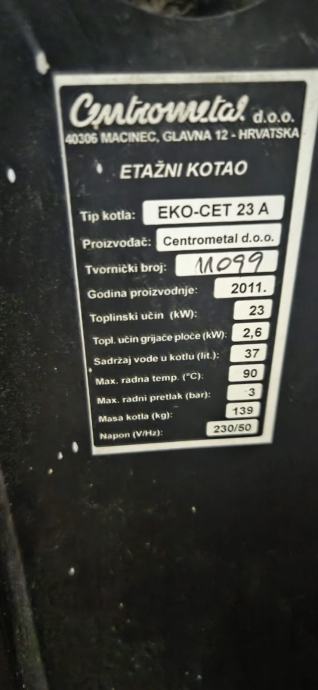 Centrometal d.o.o.
40306 MACINEC, GLAVNA 12 - HRVATSKA
ETAŽNI KOTAO
Tip kotla: EKO-CET 23 A
Proizvođač: Centrometal d.o.o.
Tvornički broj: 11099
Godina proizvodnje: 2011.
Toplinski učin (kW): 23
Topl. učin grijaće ploče (kW): 2,6
Sadržaj vode u kotlu (lit.): 37
Max. radna temp. (°C): 90
Max. radni pretlak (bar): 3
Masa kotla (kg): 139
Napon (V/Hz): 230/50